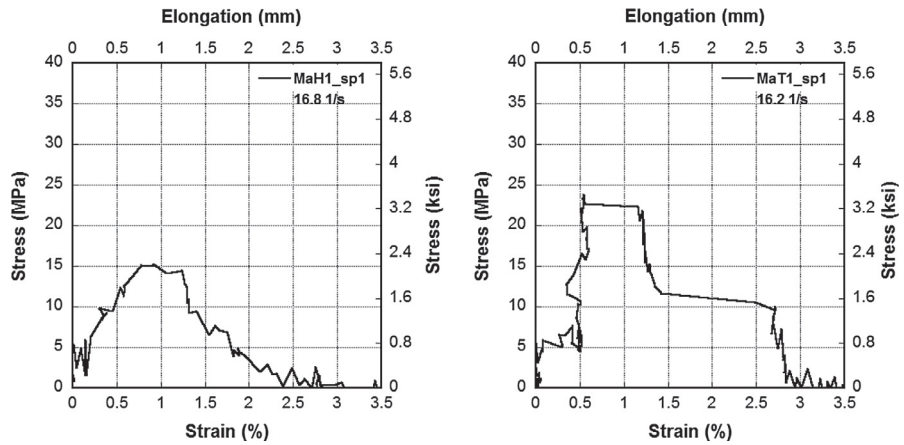 Elongation (mm)
0 0.5 1 1.5 2 2.5 3 3.5
40
35
30
25
20
15
10
5
0
Stress (MPa)
MaH1_sp1
16.8 1/s
5.6
4.8
4
3.2
2.4
1.6
0.8
0
Stress (ksi)
0 0.5 1 1.5 2 2.5 3 3.5
Strain (%)
Elongation (mm)
0 0.5 1 1.5 2 2.5 3 3.5
40
35
30
25
20
15
10
5
0
Stress (MPa)
MaT1_sp1
16.2 1/s
5.6
4.8
4
3.2
2.4
1.6
0.8
0
Stress (ksi)
0 0.5 1 1.5 2 2.5 3 3.5
Strain (%)